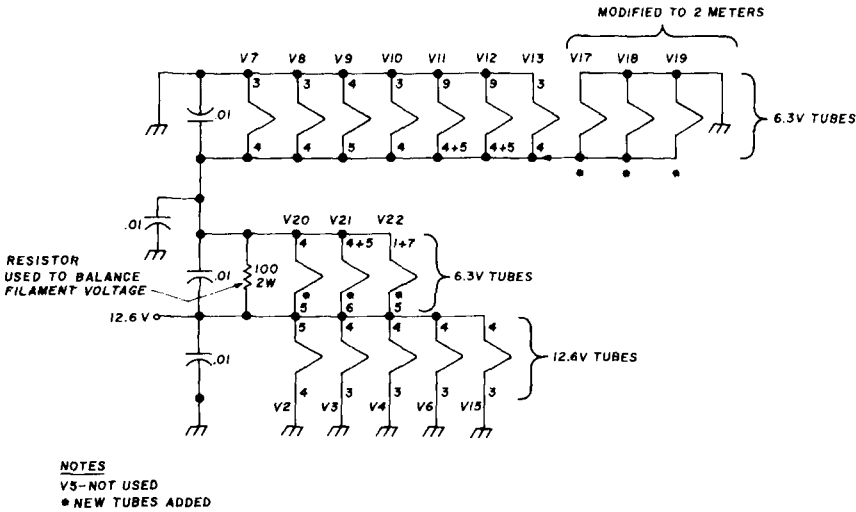 MODIFIED TO 2 METERS
V7 V8 V9 V10 V11 V12 V13 V17 V18 V19
3 3 4 3 9 9 3
.01
6.3V TUBES
4 4 5 4 4+5 4+5 4
* * *
.01
V20 V21 V22
4 4+5 1+7
RESISTOR
USED TO BALANCE
FILAMENT VOLTAGE
.01
100
2W
6.3V TUBES
* * *
5 6 5
12.6V
5 4 4 4 4
.01
12.6V TUBES
4 3 3 3 3
V2 V3 V4 V6 V15
NOTES
V5-NOT USED
* NEW TUBES ADDED